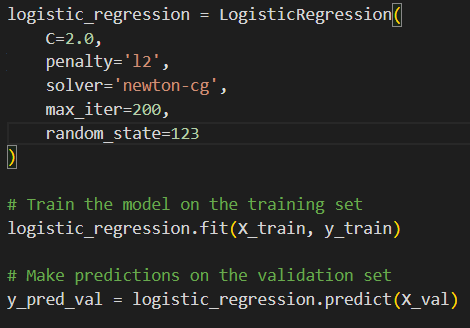 logistic_regression = LogisticRegression(
    C=2.0,
    penalty='l2',
    solver='newton-cg',
    max_iter=200,
    random_state=123
)

# Train the model on the training set
logistic_regression.fit(X_train, y_train)

# Make predictions on the validation set
y_pred_val = logistic_regression.predict(X_val)